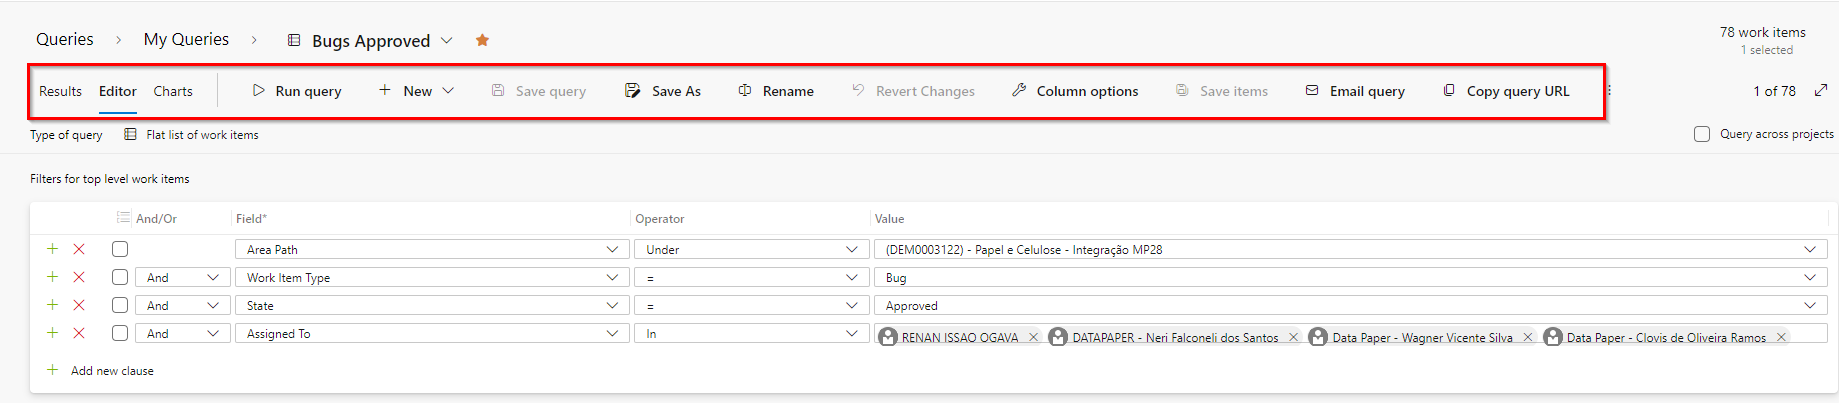 Queries > My Queries > Bugs Approved
78 work items
1 selected
Results Editor Charts Run query New Save query Save As Rename Revert Changes Column options Save items Email query Copy query URL 1 of 78
Type of query Flat list of work items Query across projects
Filters for top level work items
And/Or Field* Operator Value
Area Path Under (DEM0003122) - Papel e Celulose - Integração MP28
And Work Item Type = Bug
And State = Approved
And Assigned To In RENAN ISSAO OGAVA DATAPAPER - Neri Falconeli dos Santos Data Paper - Wagner Vicente Silva Data Paper - Clovis de Oliveira Ramos
Add new clause